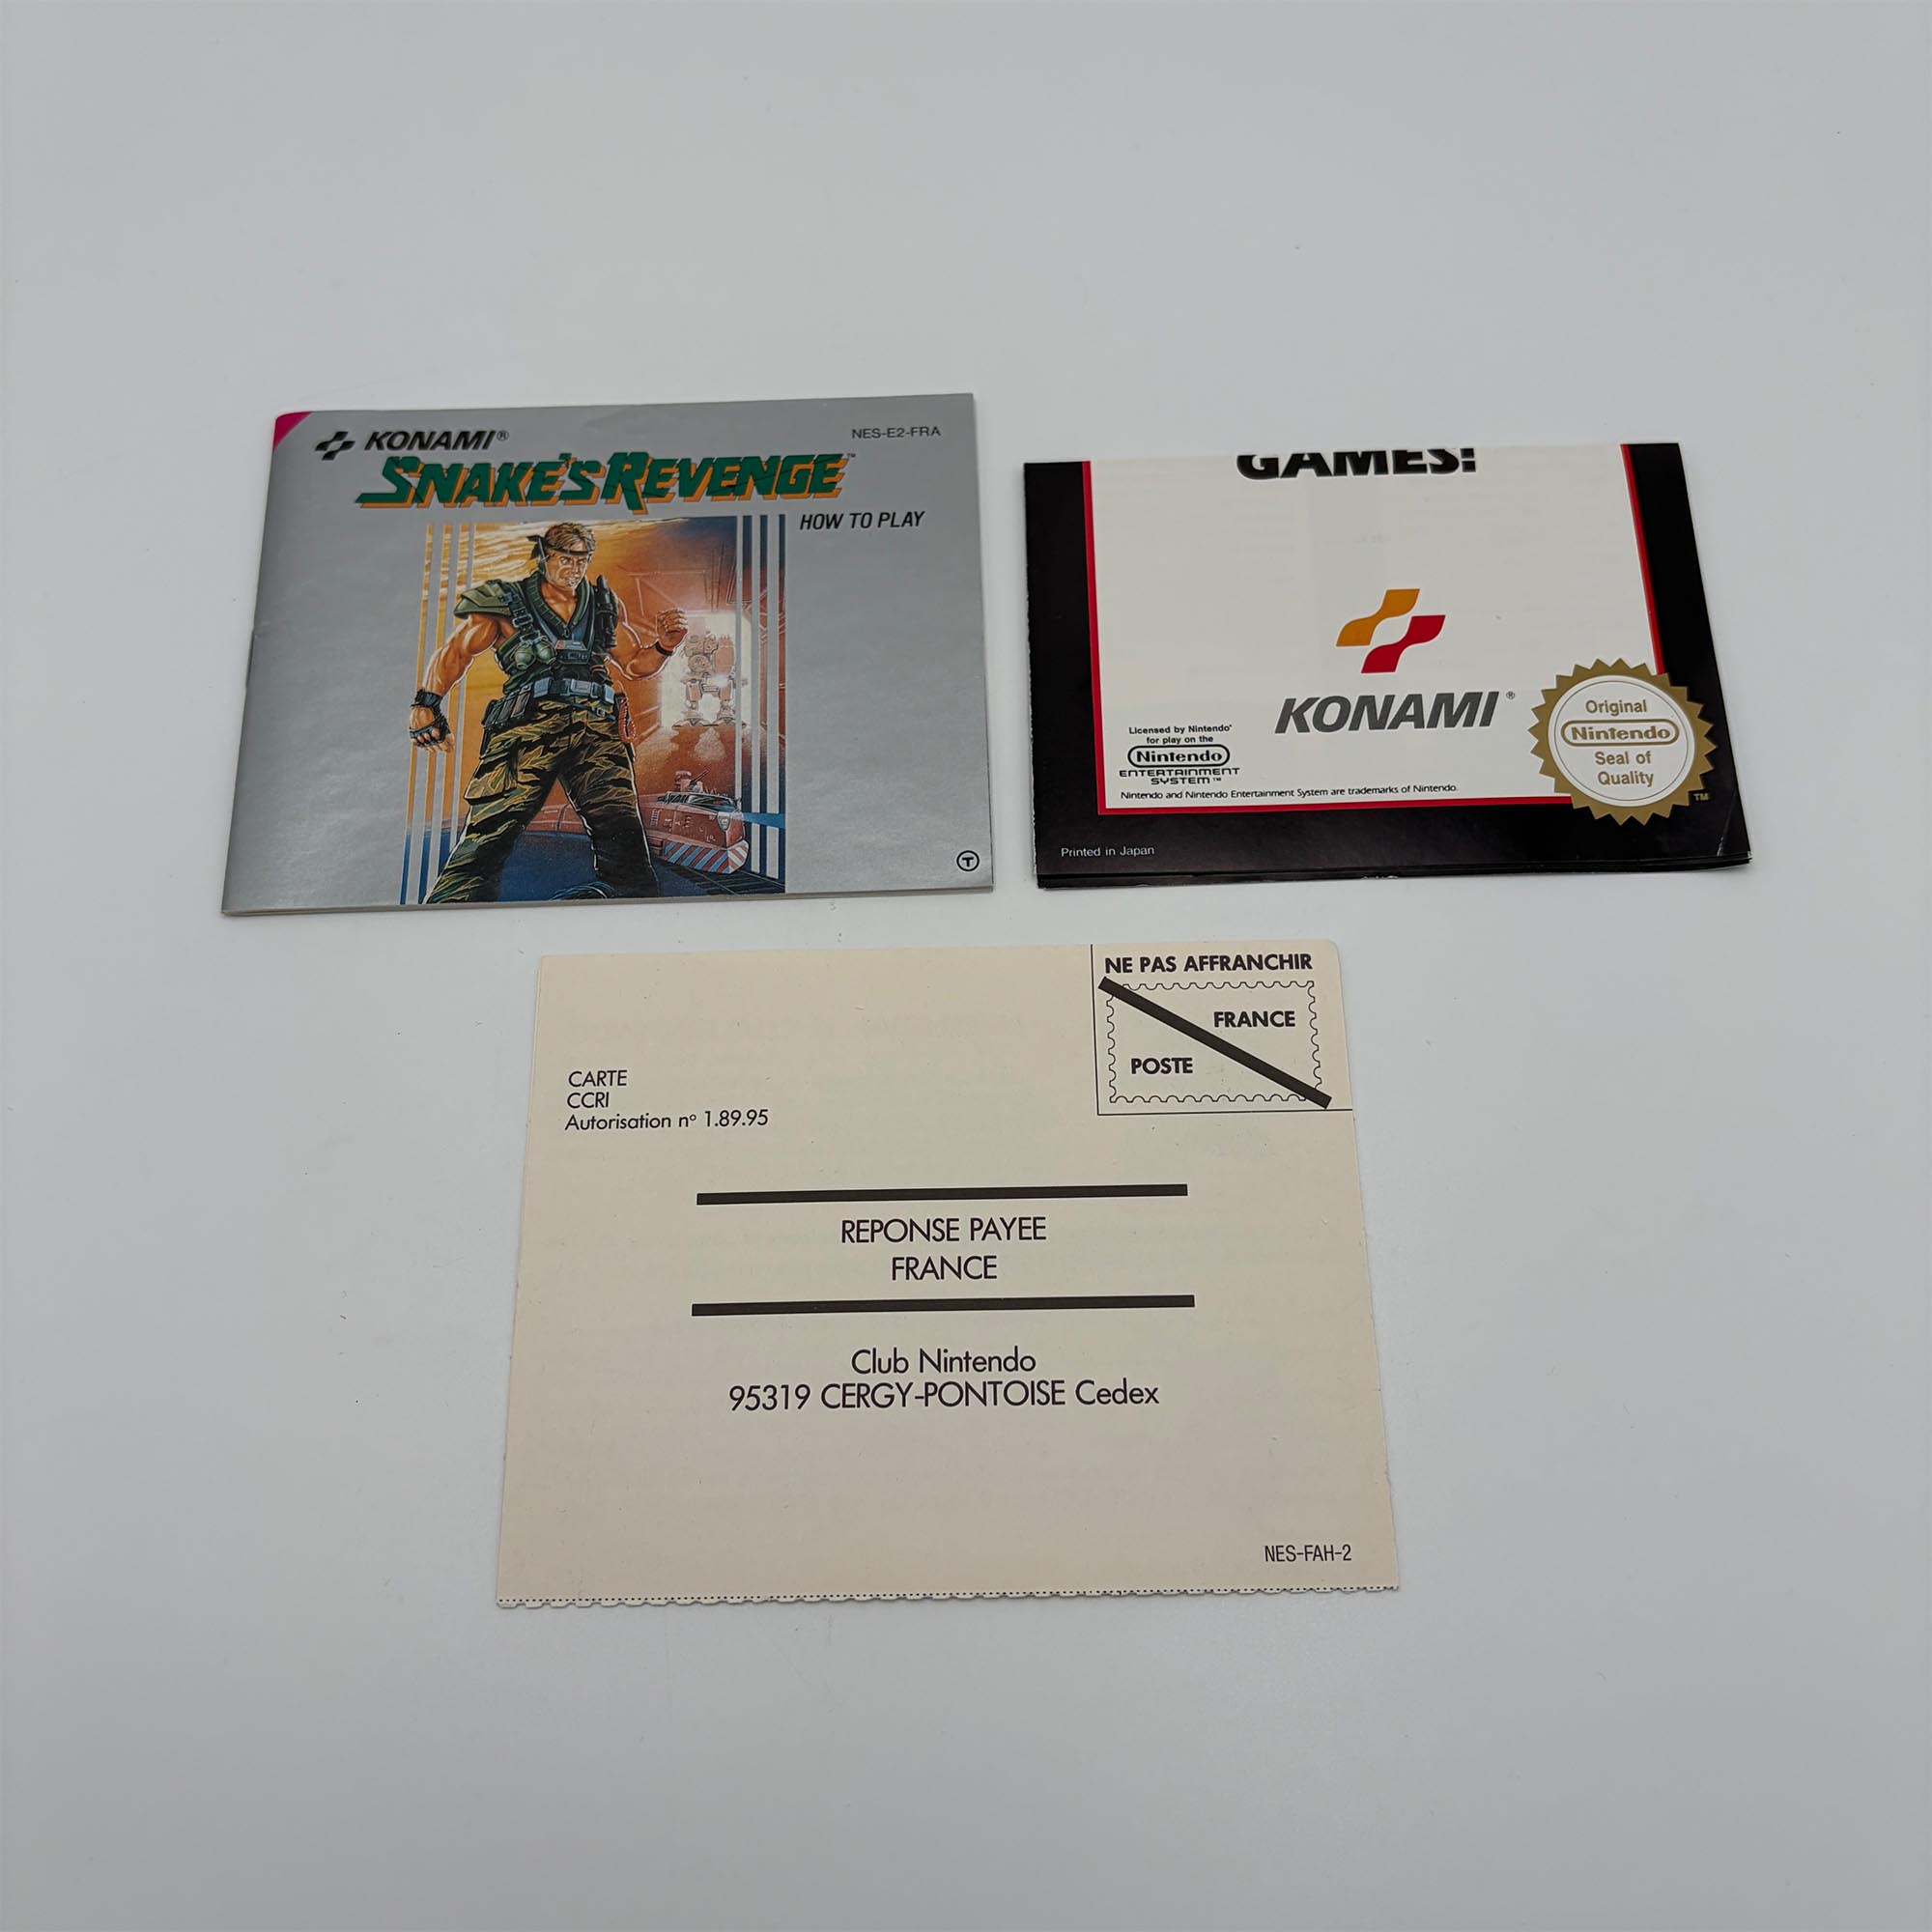 KONAMI®
NES-E2-FRA
SNAKE'S REVENGE™
HOW TO PLAY
T
GAMES!
KONAMI®
Licensed by Nintendo®
for play on the
Nintendo
ENTERTAINMENT
SYSTEM™
Nintendo and Nintendo Entertainment System are trademarks of Nintendo.
Original
Nintendo
Seal of
Quality
TM
Printed in Japan
NE PAS AFFRANCHIR
FRANCE
POSTE
CARTE
CCRI
Autorisation nº 1.89.95
REPONSE PAYEE
FRANCE
Club Nintendo
95319 CERGY-PONTOISE Cedex
NES-FAH-2